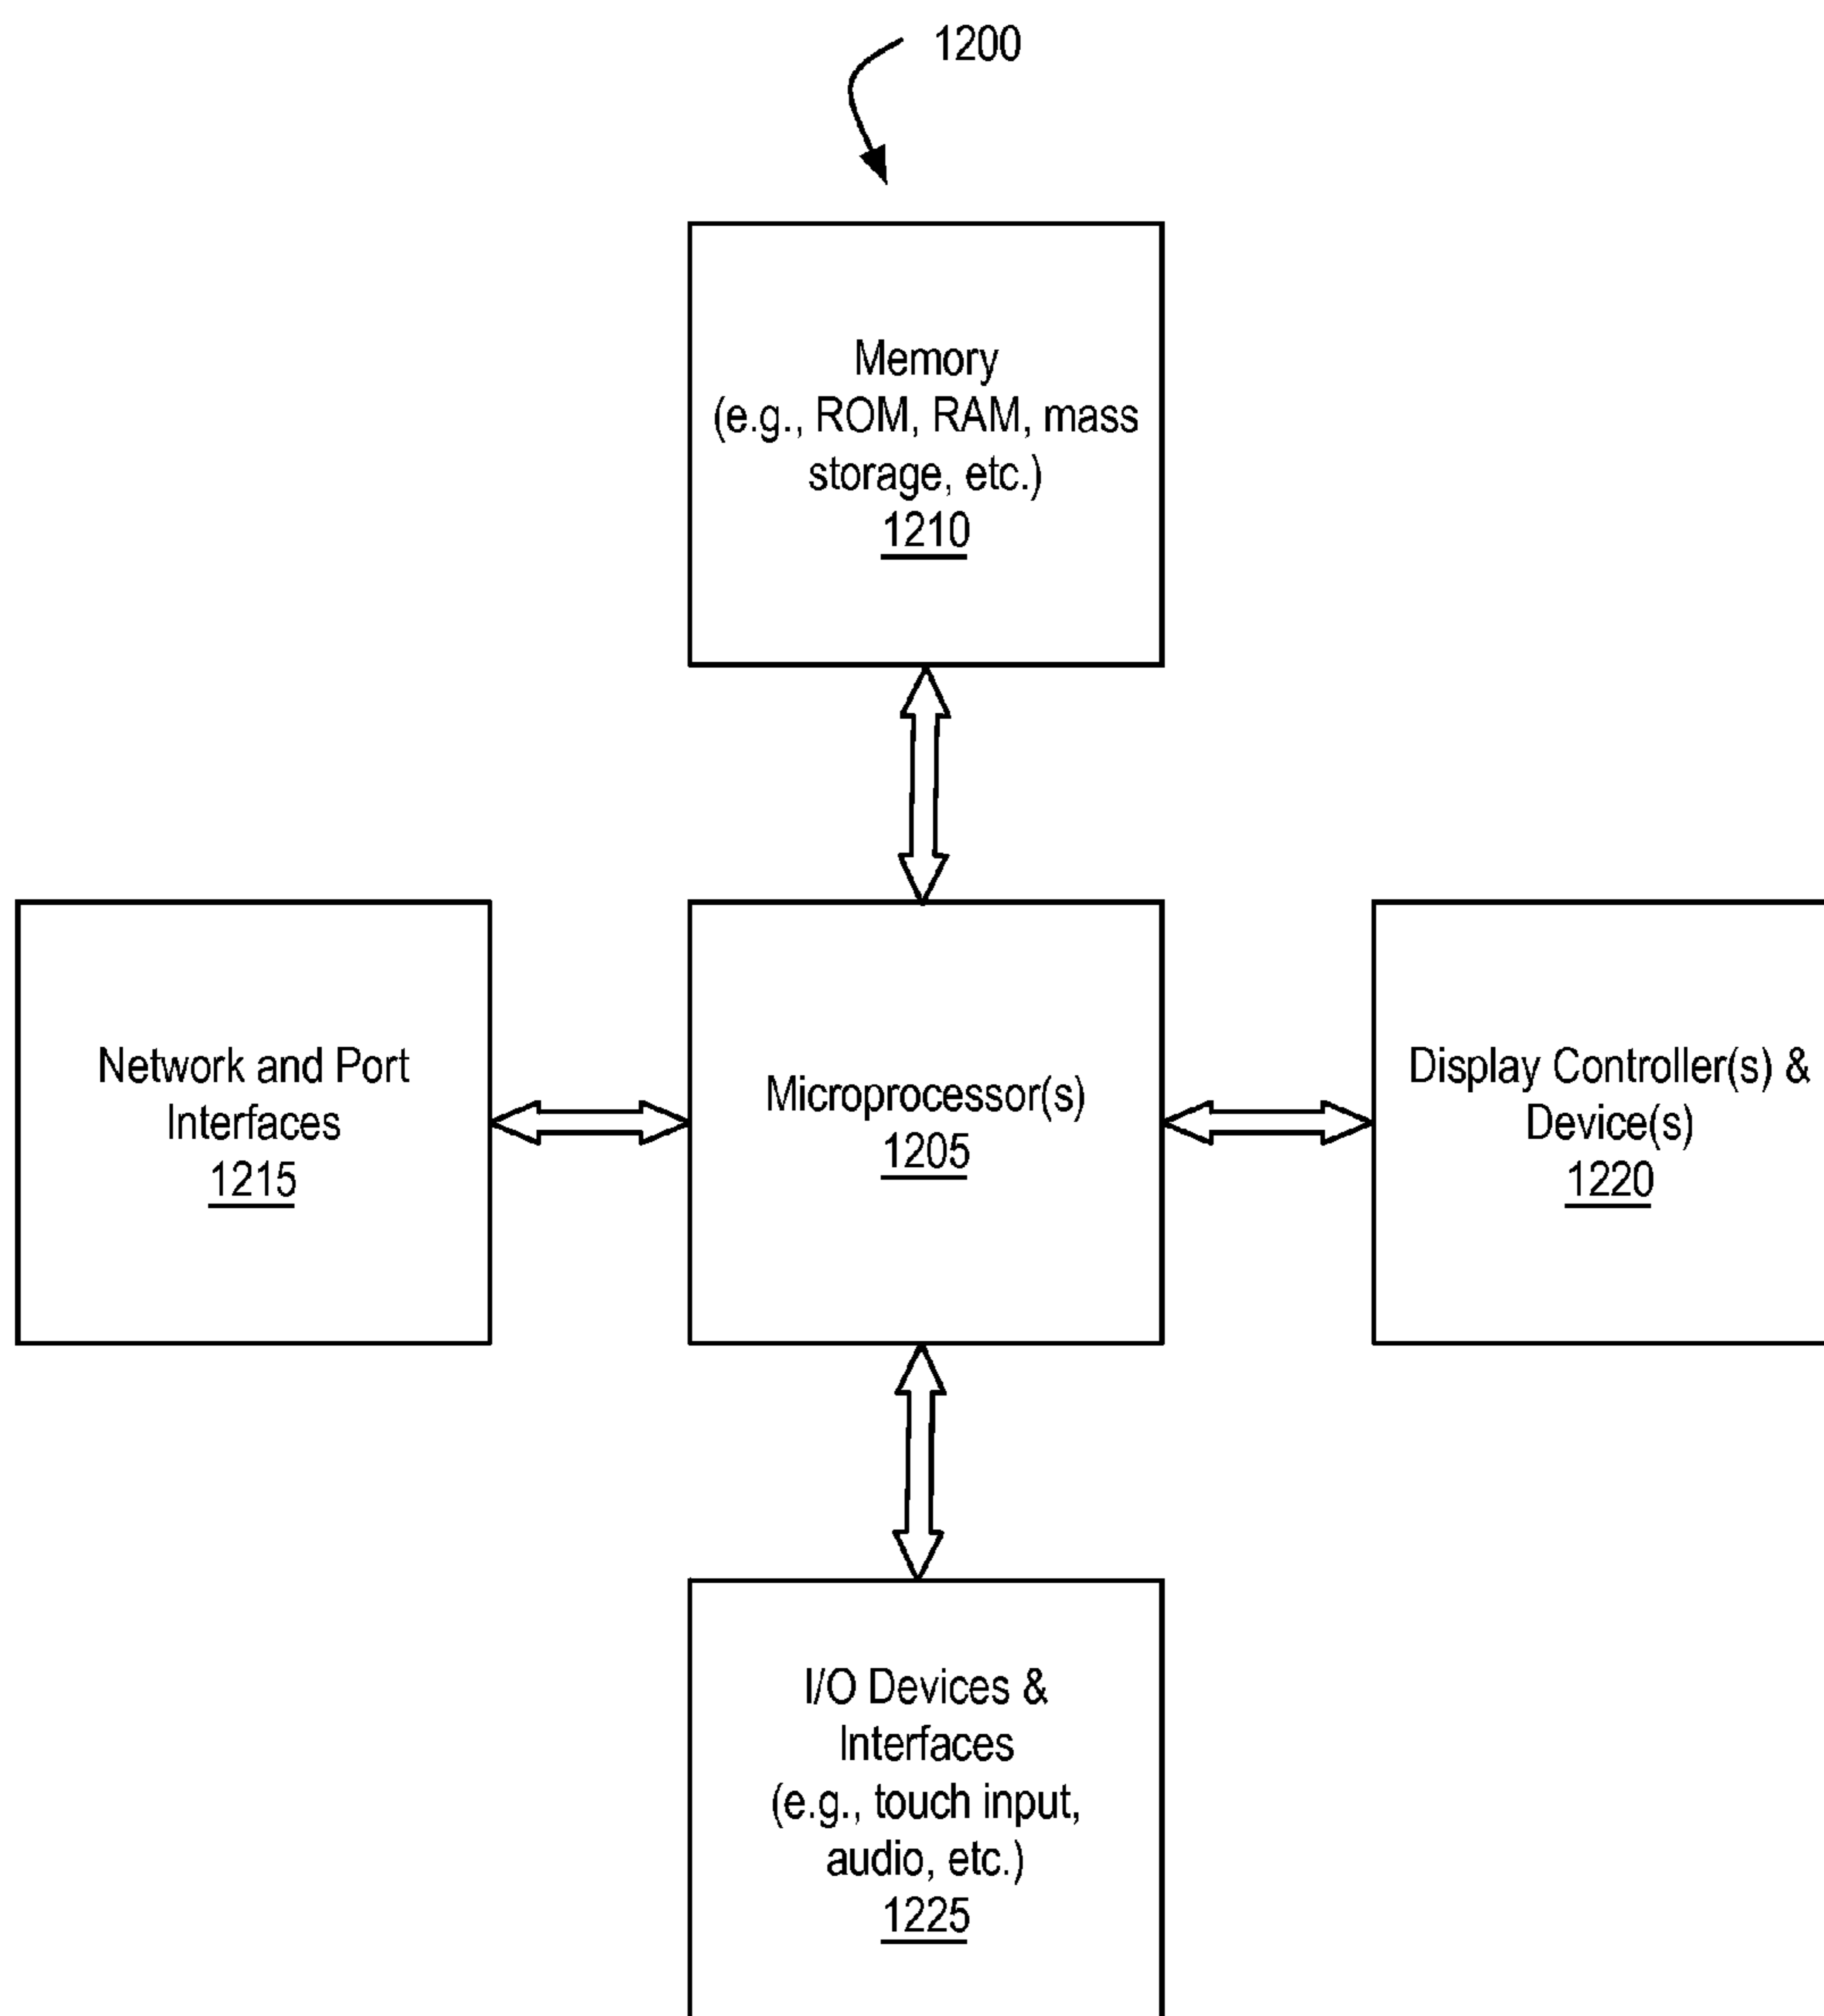 1200
Memory
(e.g., ROM, RAM, mass
storage, etc.)
1210
Network and Port
Interfaces
1215
Microprocessor(s)
1205
Display Controller(s) &
Device(s)
1220
I/O Devices &
Interfaces
(e.g., touch input,
audio, etc.)
1225